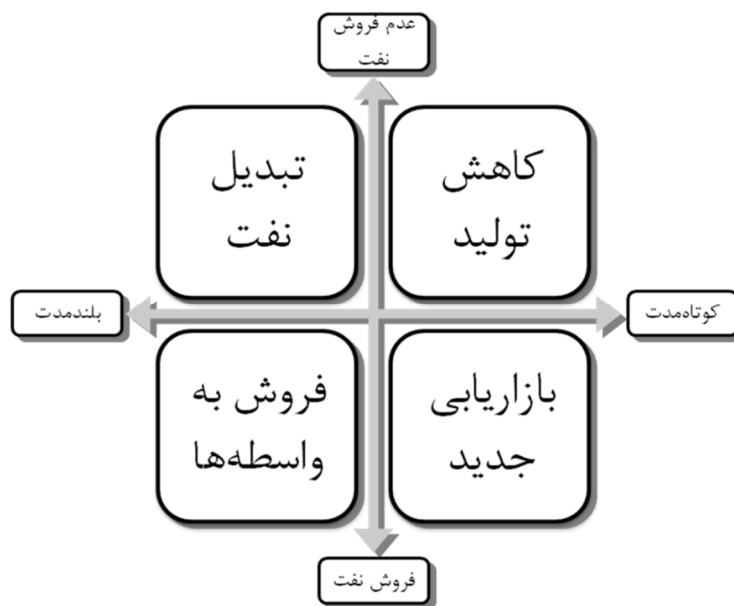 عدم فروش
نفت
کاهش
تولید
تبدیل
نفت
کوتاه‌مدت
بلندمدت
بازاریابی
جدید
فروش به
واسطه‌ها
فروش نفت